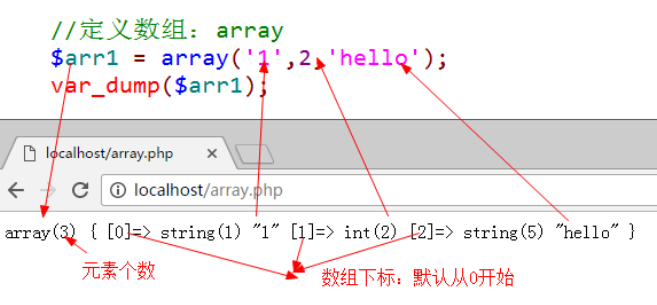 //定义数组：array
$arr1 = array('1',2,'hello');
var_dump($arr1);
localhost/array.php
localhost/array.php
array(3) { [0]=> string(1) "1" [1]=> int(2) [2]=> string(5) "hello" }
元素个数
数组下标：默认从0开始